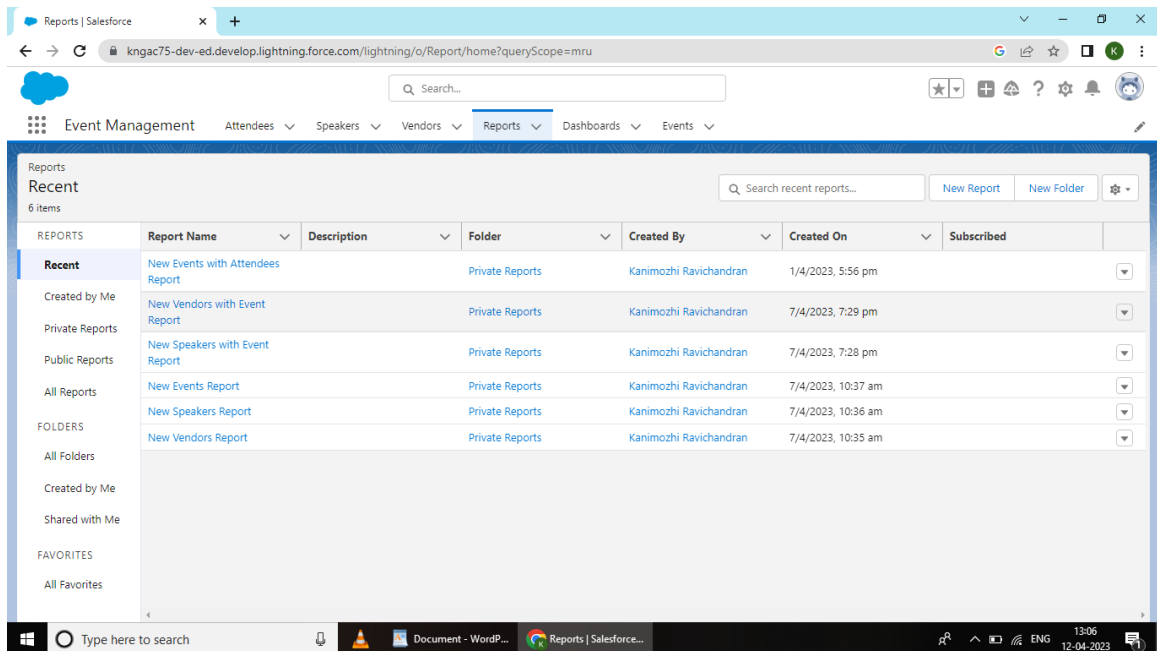 Reports | Salesforce
kngac75-dev-ed.develop.lightning.force.com/lightning/o/Report/home?queryScope=mru
K
Search...
Event Management Attendees Speakers Vendors Reports Dashboards Events
Reports
Recent
6 items
Search recent reports...
New Report
New Folder
REPORTS
Recent
Created by Me
Private Reports
Public Reports
All Reports
FOLDERS
All Folders
Created by Me
Shared with Me
FAVORITES
All Favorites
Report Name Description Folder Created By Created On Subscribed
New Events with Attendees
Report
Private Reports Kanimozhi Ravichandran 1/4/2023, 5:56 pm
New Vendors with Event
Report
Private Reports Kanimozhi Ravichandran 7/4/2023, 7:29 pm
New Speakers with Event
Report
Private Reports Kanimozhi Ravichandran 7/4/2023, 7:28 pm
New Events Report Private Reports Kanimozhi Ravichandran 7/4/2023, 10:37 am
New Speakers Report Private Reports Kanimozhi Ravichandran 7/4/2023, 10:36 am
New Vendors Report Private Reports Kanimozhi Ravichandran 7/4/2023, 10:35 am
Type here to search
Document - WordP...
Reports | Salesforce...
ENG
13:06
12-04-2023
1